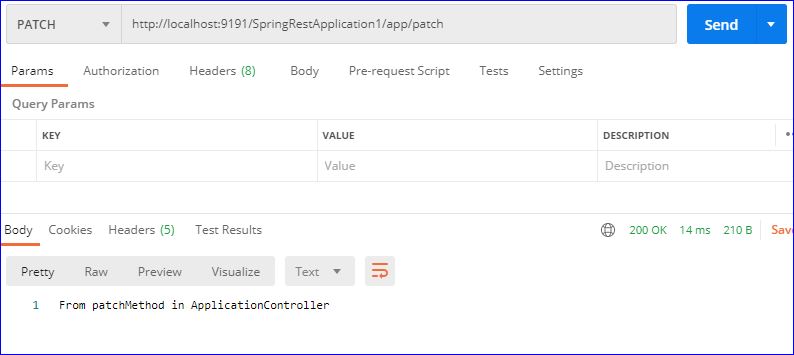 PATCH http://localhost:9191/SpringRestApplication1/app/patch Send
Params Authorization Headers (8) Body Pre-request Script Tests Settings
Query Params
KEY VALUE DESCRIPTION
Key Value Description
Body Cookies Headers (5) Test Results 200 OK 14 ms 210 B Save
Pretty Raw Preview Visualize Text
1 From patchMethod in ApplicationController